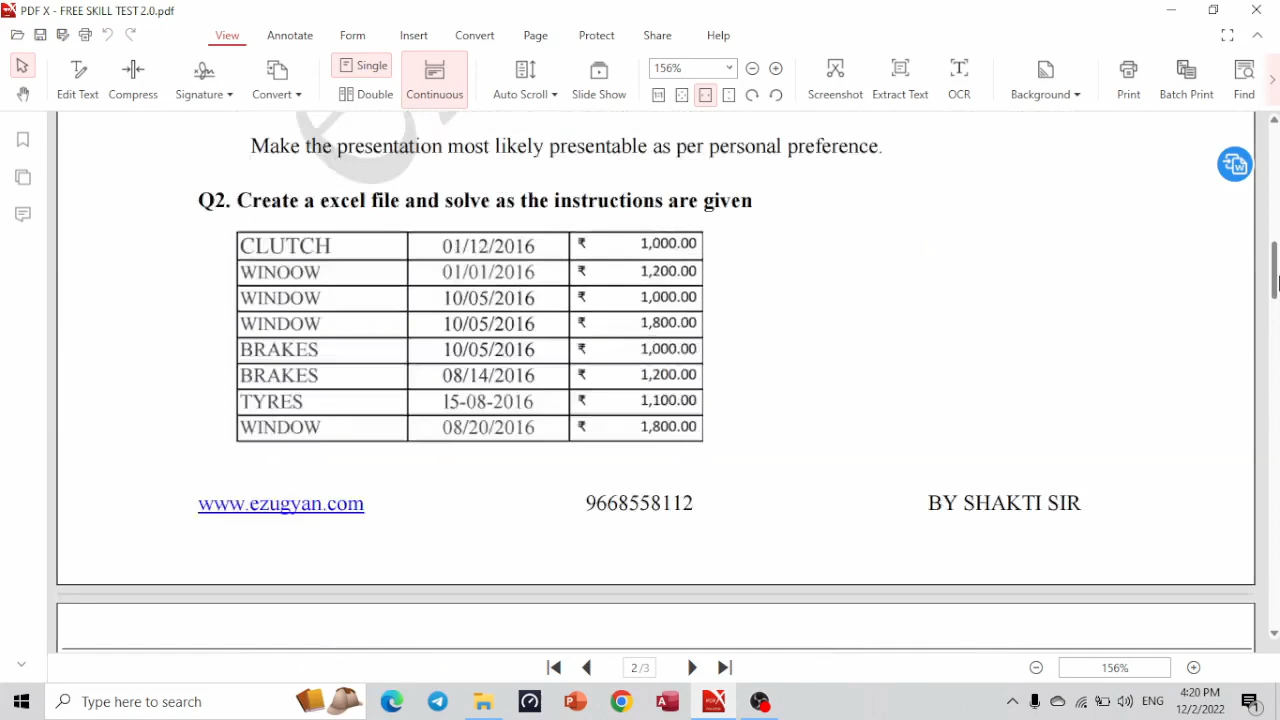 PDF X - FREE SKILL TEST 2.0.pdf
View Annotate Form Insert Convert Page Protect Share Help
Single 156%
Edit Text Compress Signature Convert Double Continuous Auto Scroll Slide Show Screenshot Extract Text OCR Background Print Batch Print Find
Make the presentation most likely presentable as per personal preference.
Q2. Create a excel file and solve as the instructions are given
CLUTCH 01/12/2016 ₹ 1,000.00
WINOOW 01/01/2016 ₹ 1,200.00
WINDOW 10/05/2016 ₹ 1,000.00
WINDOW 10/05/2016 ₹ 1,800.00
BRAKES 10/05/2016 ₹ 1,000.00
BRAKES 08/14/2016 ₹ 1,200.00
TYRES l5-08-2016 ₹ 1,100.00
WINDOW 08/20/2016 ₹ 1,800.00
www.ezugyan.com 9668558112 BY SHAKTI SIR
2/3 156%
Type here to search ENG 4:20 PM
12/2/2022